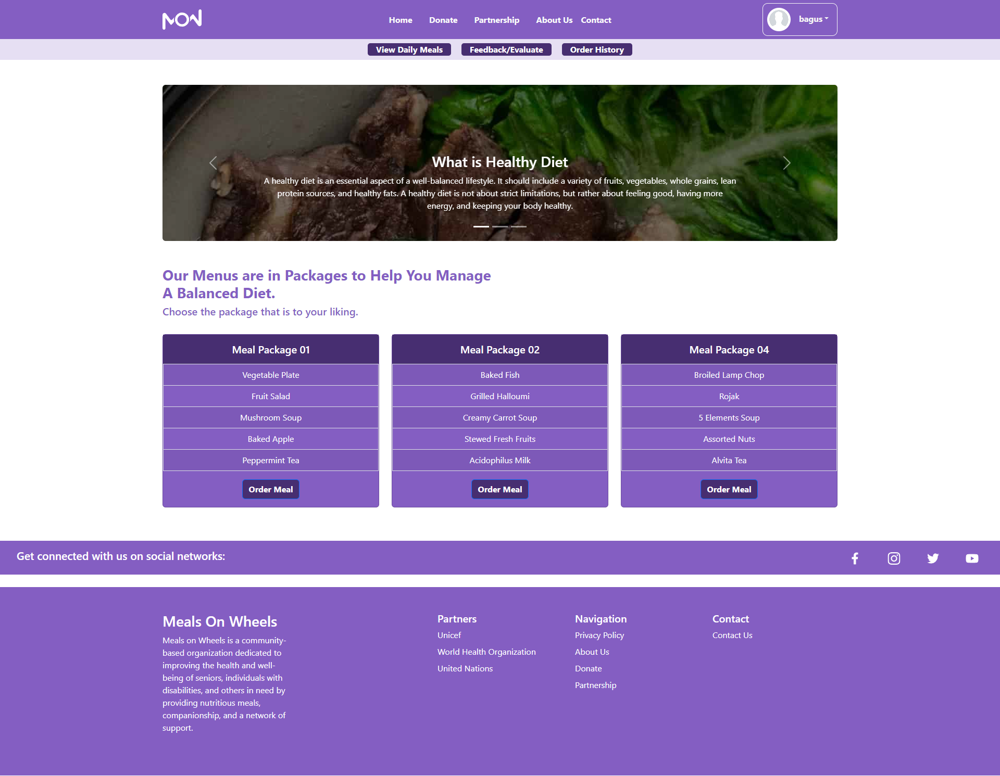 MOW
Home Donate Partnership About Us Contact
bagus
View Daily Meals Feedback/Evaluate Order History
What is Healthy Diet
A healthy diet is an essential aspect of a well-balanced lifestyle. It should include a variety of fruits, vegetables, whole grains, lean
protein sources, and healthy fats. A healthy diet is not about strict limitations, but rather about feeling good, having more
energy, and keeping your body healthy.
Our Menus are in Packages to Help You Manage
A Balanced Diet.
Choose the package that is to your liking.
Meal Package 01
Vegetable Plate
Fruit Salad
Mushroom Soup
Baked Apple
Peppermint Tea
Order Meal
Meal Package 02
Baked Fish
Grilled Halloumi
Creamy Carrot Soup
Stewed Fresh Fruits
Acidophilus Milk
Order Meal
Meal Package 04
Broiled Lamp Chop
Rojak
5 Elements Soup
Assorted Nuts
Alvita Tea
Order Meal
Get connected with us on social networks:
Meals On Wheels
Meals on Wheels is a community-
based organization dedicated to
improving the health and well-
being of seniors, individuals with
disabilities, and others in need by
providing nutritious meals,
companionship, and a network of
support.
Partners
Unicef
World Health Organization
United Nations
Navigation
Privacy Policy
About Us
Donate
Partnership
Contact
Contact Us